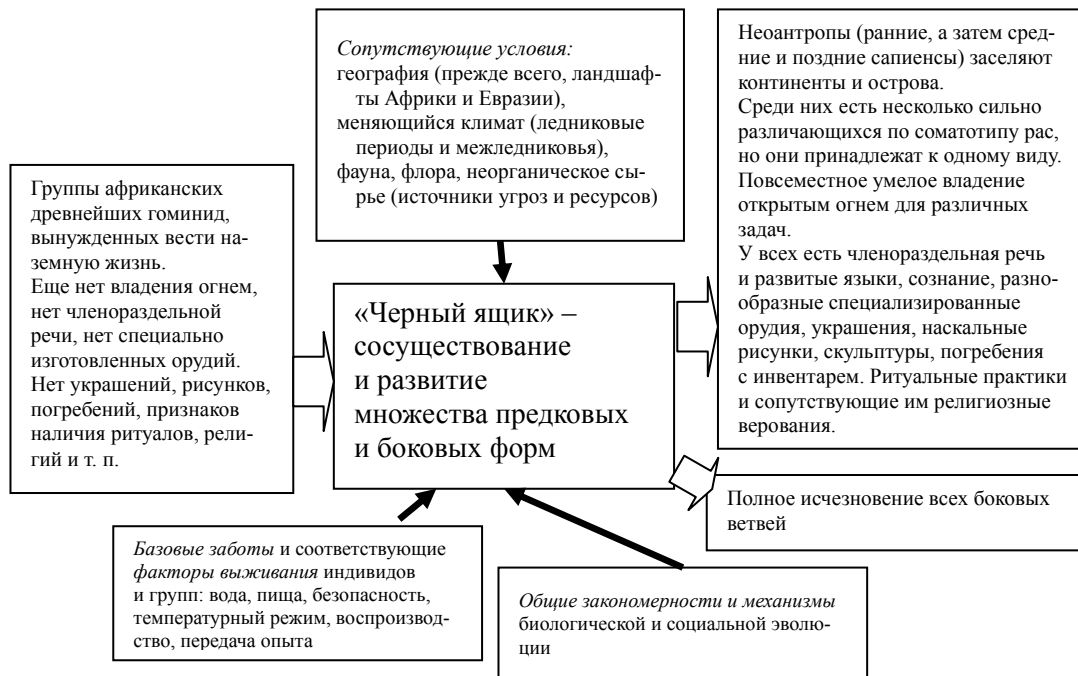 Сопутствующие условия:
география (прежде всего, ландшаф-
ты Африки и Евразии),
меняющийся климат (ледниковые
периоды и межледниковья),
фауна, флора, неорганическое сы-
рье (источники угроз и ресурсов)
Неоантропы (ранние, а затем сред-
ние и поздние сапиенсы) заселяют
континенты и острова.
Среди них есть несколько сильно
различающихся по соматотипу рас,
но они принадлежат к одному виду.
Повсеместное умелое владение
открытым огнем для различных
задач.
У всех есть членораздельная речь
и развитые языки, сознание, разно-
образные специализированные
орудия, украшения, наскальные
рисунки, скульптуры, погребения
с инвентарем. Ритуальные практики
и сопутствующие им религиозные
верования.
Группы африканских
древнейших гоминид,
вынужденных вести на-
земную жизнь.
Еще нет владения огнем,
нет членораздельной
речи, нет специально
изготовленных орудий.
Нет украшений, рисунков,
погребений, признаков
наличия ритуалов, рели-
гий и т. п.
«Черный ящик» –
сосуществование
и развитие
множества предковых
и боковых форм
Полное исчезновение всех боковых
ветвей
Базовые заботы и соответствующие
факторы выживания индивидов
и групп: вода, пища, безопасность,
температурный режим, воспроизвод-
ство, передача опыта
Общие закономерности и механизмы
биологической и социальной эволю-
ции